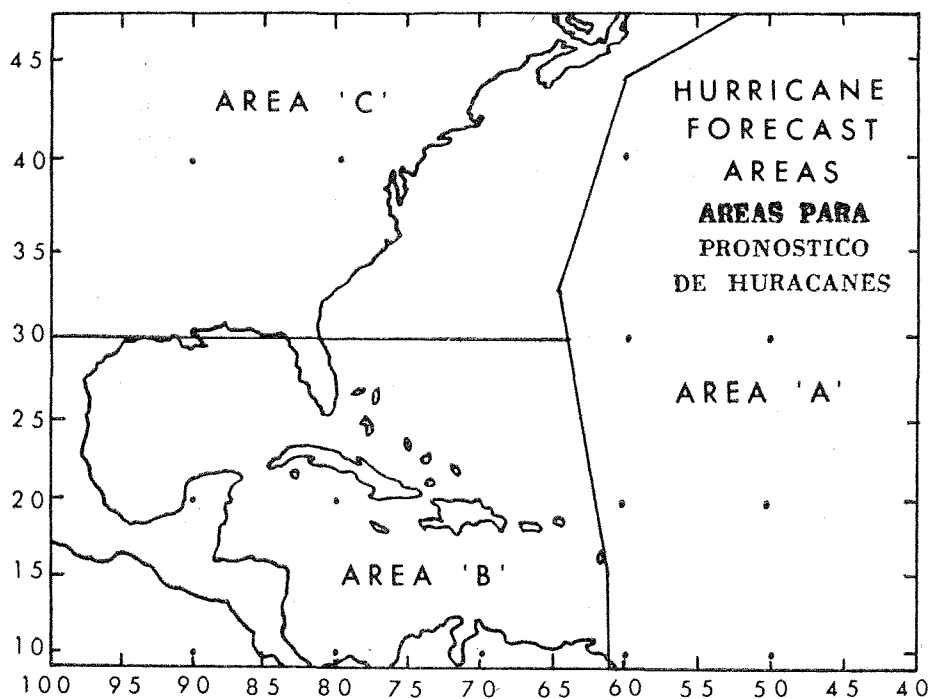 45
AREA 'C'
HURRICANE
FORECAST
AREAS
AREAS PARA
PRONOSTICO
DE HURACANES
40
35
30
25
AREA 'A'
20
15
AREA 'B'
10
100 95 90 85 80 75 70 65 60 55 50 45 40